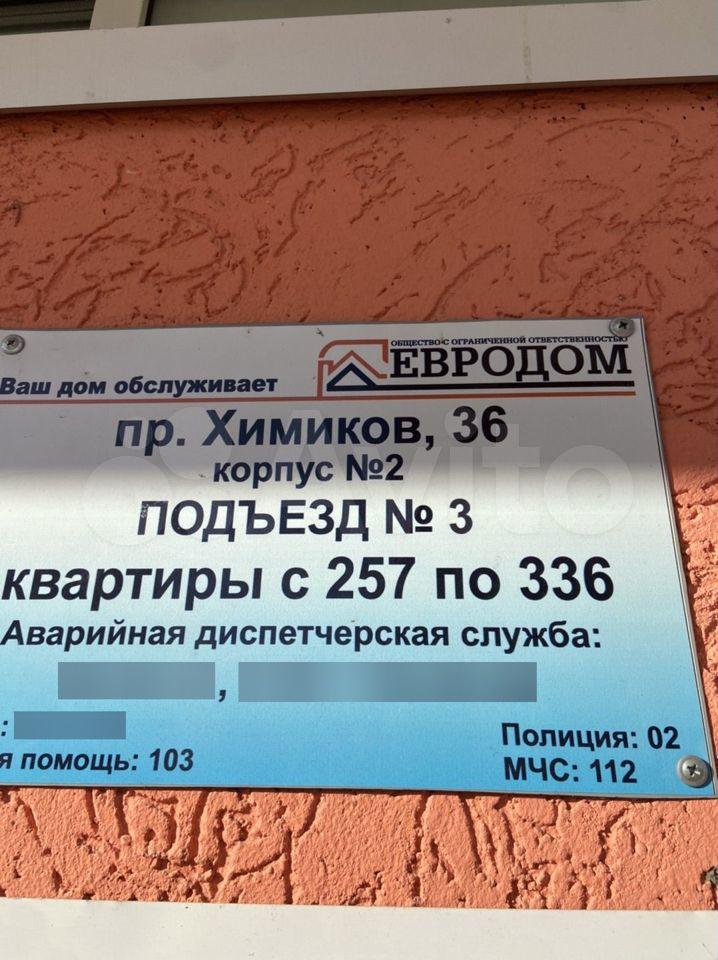 ОБЩЕСТВО С ОГРАНИЧЕННОЙ ОТВЕТСТВЕННОСТЬЮ
Ваш дом обслуживает ЕВРОДОМ
пр. Химиков, 36
корпус №2
ПОДЪЕЗД № 3
квартиры с 257 по 336
Аварийная диспетчерская служба:
,
: Полиция: 02
я помощь: 103 МЧС: 112
Avito